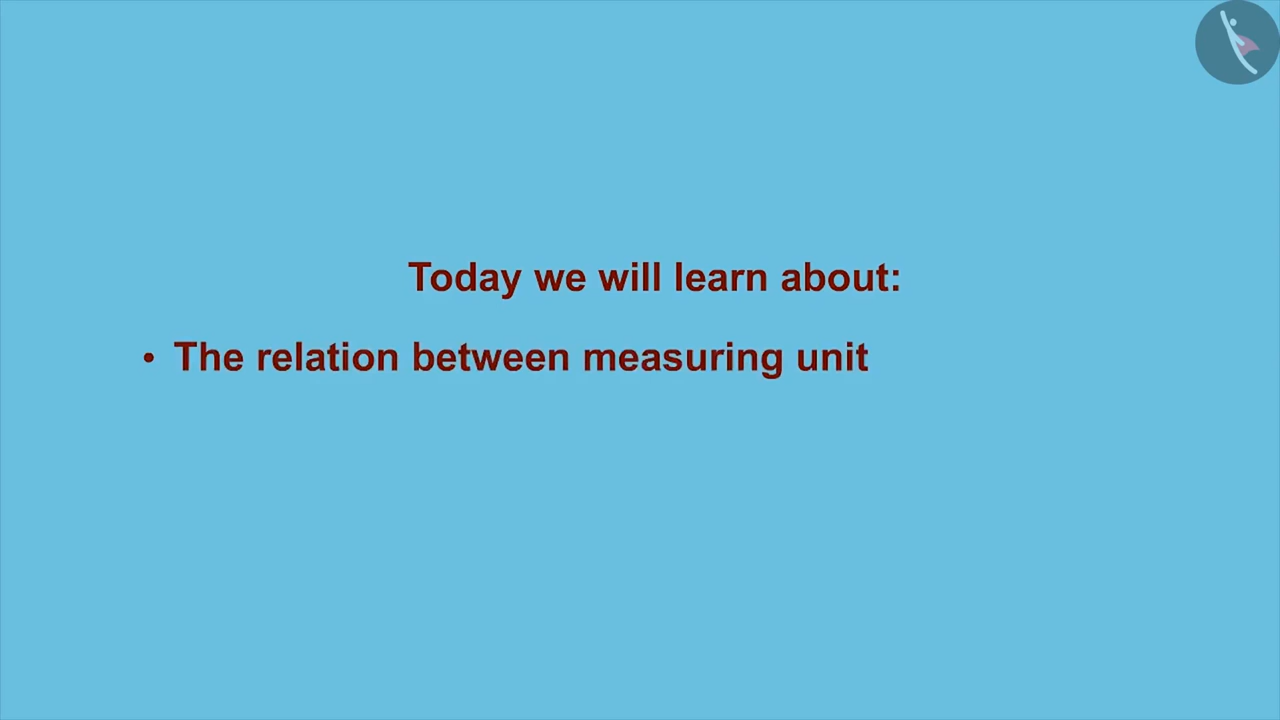 Today we will learn about:
• The relation between measuring unit